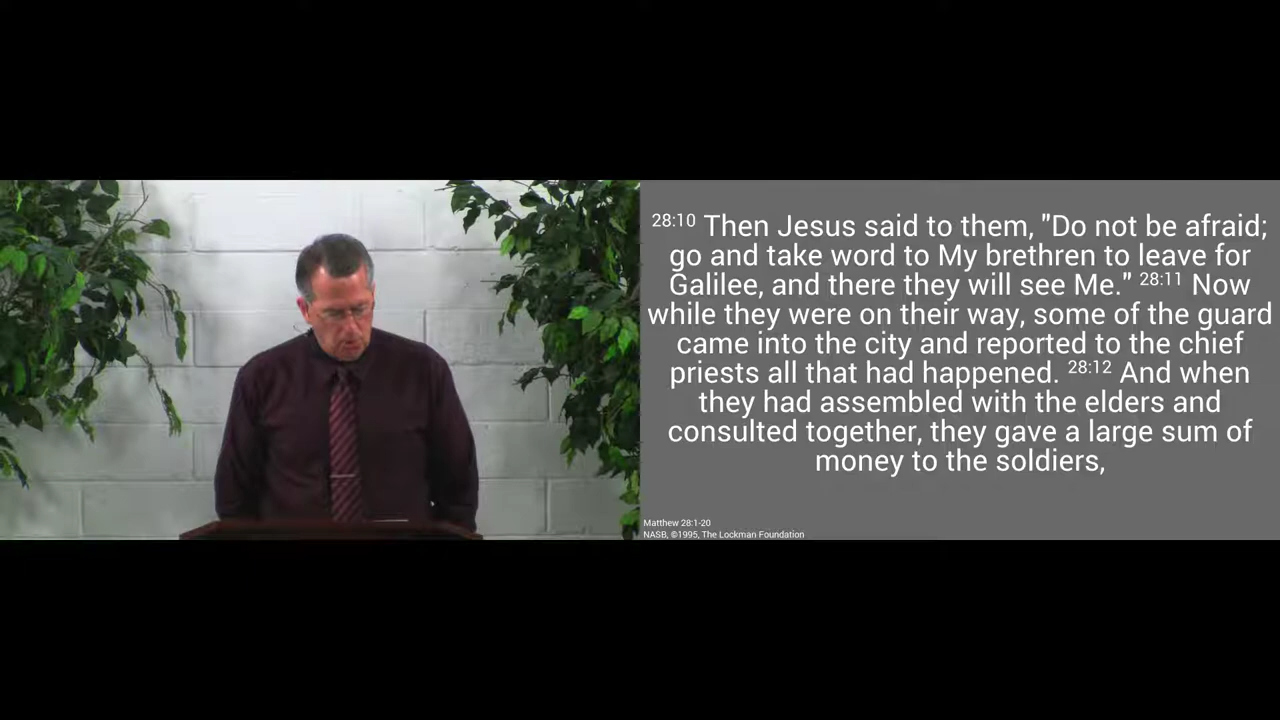 28:10 Then Jesus said to them, "Do not be afraid;
go and take word to My brethren to leave for
Galilee, and there they will see Me." 28:11 Now
while they were on their way, some of the guard
came into the city and reported to the chief
priests all that had happened. 28:12 And when
they had assembled with the elders and
consulted together, they gave a large sum of
money to the soldiers,
Matthew 28:1-20
NASB, ©1995, The Lockman Foundation